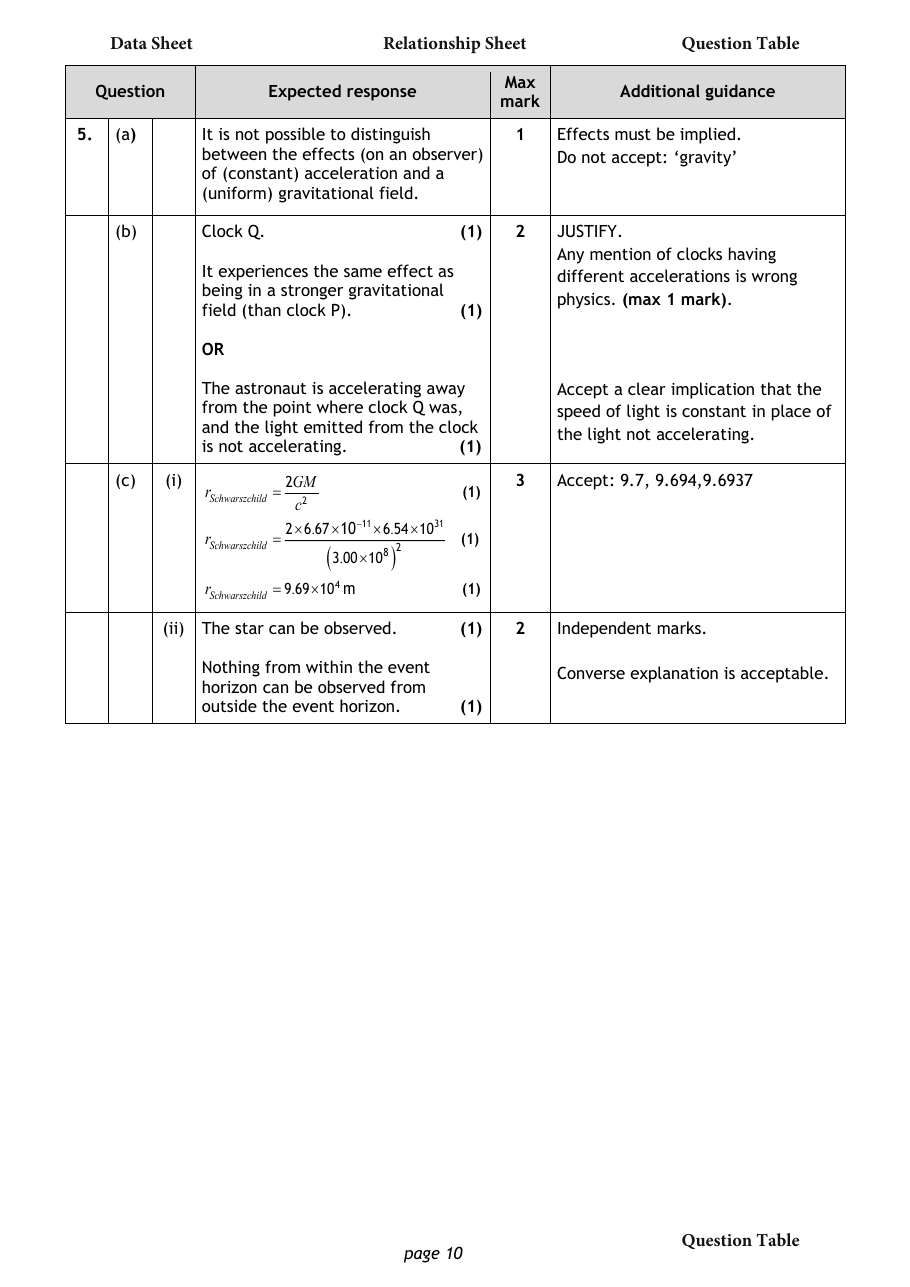 Data Sheet Relationship Sheet Question Table
Question Expected response Max mark Additional guidance
5. (a) It is not possible to distinguish
between the effects (on an observer)
of (constant) acceleration and a
(uniform) gravitational field.
1
Effects must be implied.
Do not accept: ‘gravity’
(b) Clock Q. (1)
It experiences the same effect as
being in a stronger gravitational
field (than clock P). (1)
OR
The astronaut is accelerating away
from the point where clock Q was,
and the light emitted from the clock
is not accelerating. (1)
2
JUSTIFY.
Any mention of clocks having
different accelerations is wrong
physics. (max 1 mark).
Accept a clear implication that the
speed of light is constant in place of
the light not accelerating.
(c) (i) r_Schwarszchild = 2GM / c² (1)
r_Schwarszchild = 2×6.67×10⁻¹¹×6.54×10³¹ / (3.00×10⁸)² (1)
r_Schwarszchild = 9.69×10⁴ m (1)
3
Accept: 9.7, 9.694,9.6937
(ii) The star can be observed. (1)
Nothing from within the event
horizon can be observed from
outside the event horizon. (1)
2
Independent marks.
Converse explanation is acceptable.
Question Table
page 10